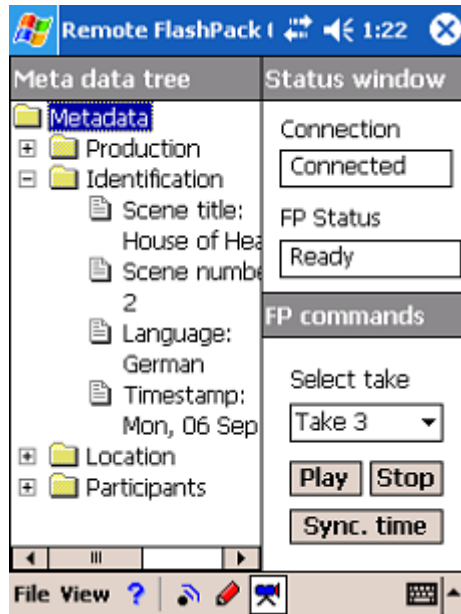 Remote FlashPack 1:22
Meta data tree
Metadata
Production
Identification
Scene title:
House of Hea
Scene numbe
2
Language:
German
Timestamp:
Mon, 06 Sep
Location
Participants
Status window
Connection
Connected
FP Status
Ready
FP commands
Select take
Take 3
Play Stop
Sync. time
File View ?